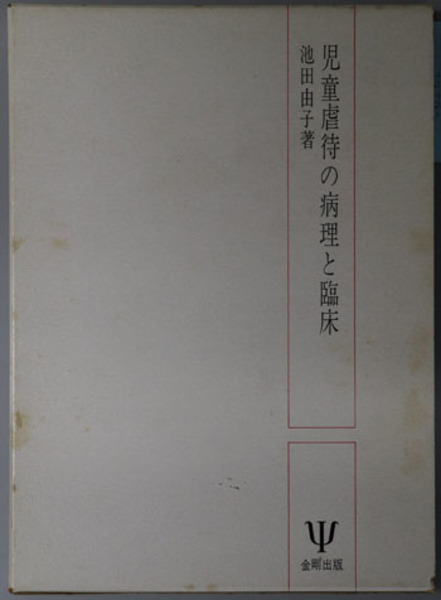 児童虐待の病理と臨床
池田由子著
Ψ
金剛出版